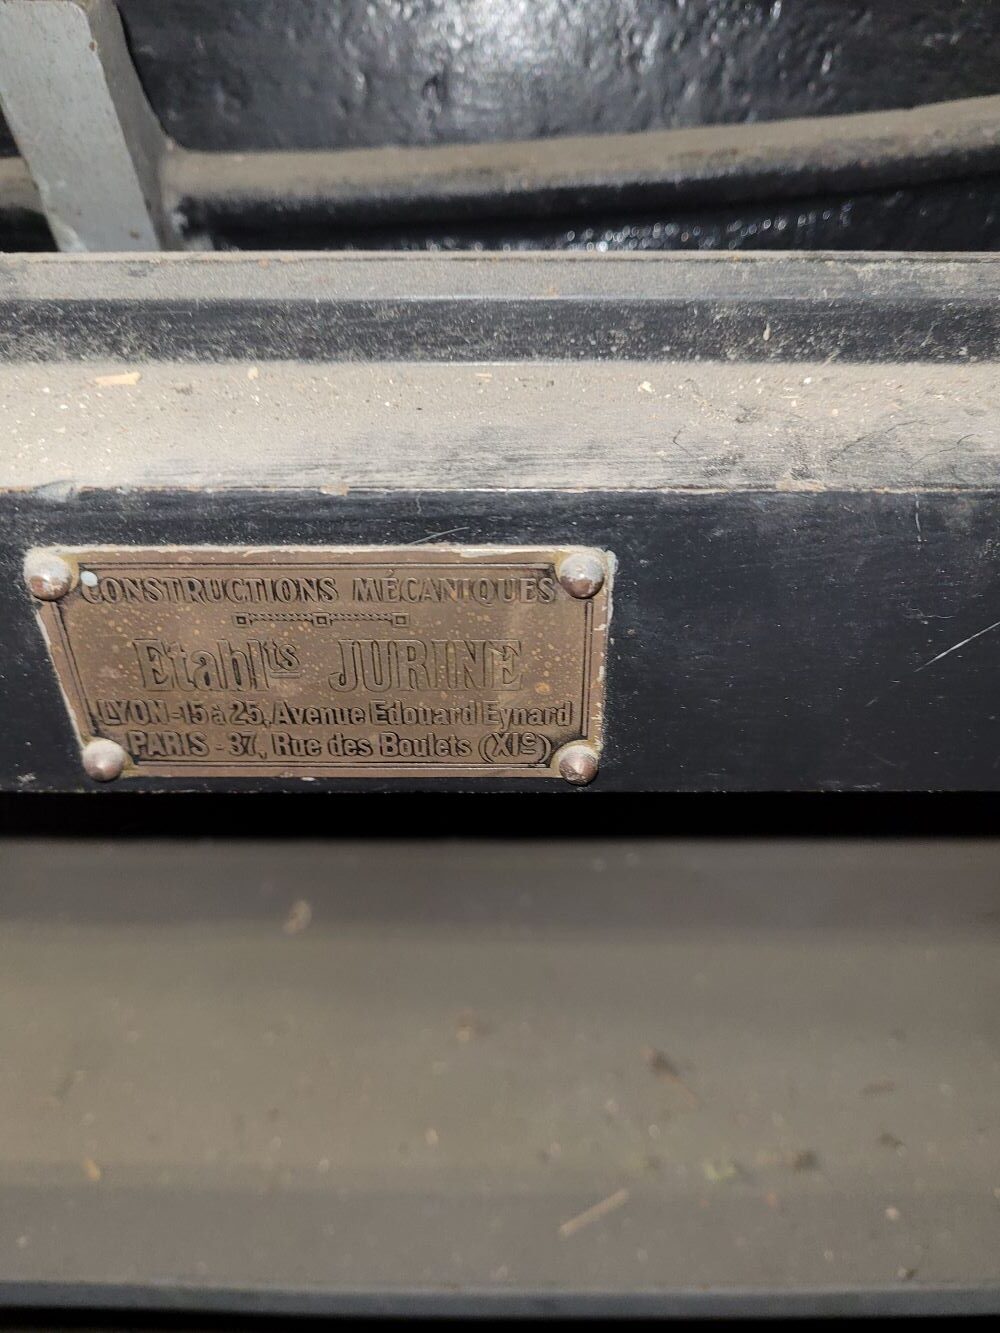 CONSTRUCTIONS MÉCANIQUES
Etablts JURINE
LYON-15 à 25, Avenue Edouard Eynard
PARIS - 37, Rue des Boulets (XIe)